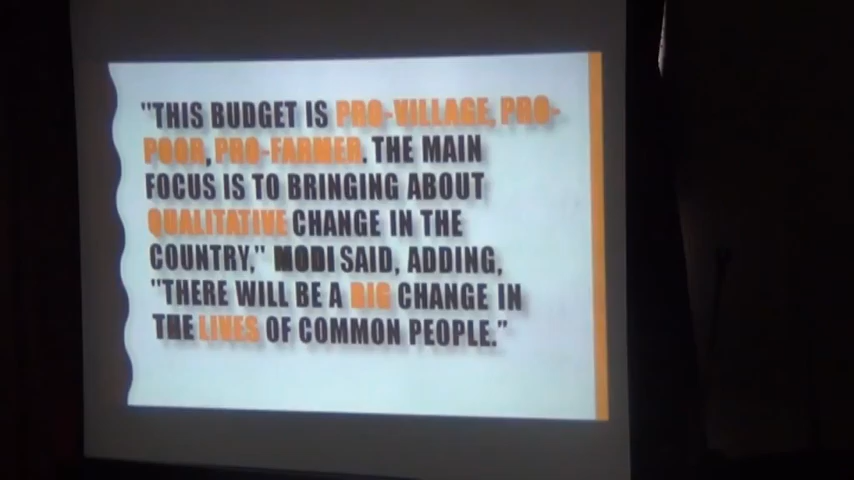 "THIS BUDGET IS PRO-VILLAGE, PRO-
POOR, PRO-FARMER. THE MAIN
FOCUS IS TO BRINGING ABOUT
QUALITATIVE CHANGE IN THE
COUNTRY," MODI SAID, ADDING,
"THERE WILL BE A BIG CHANGE IN
THE LIVES OF COMMON PEOPLE.”